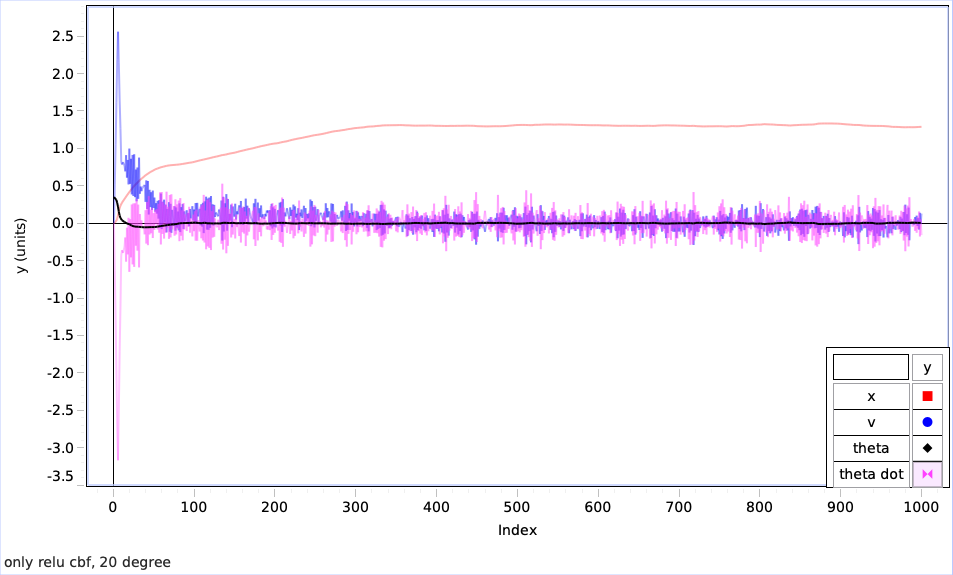 2.5
2.0
1.5
1.0
0.5
0.0
-0.5
-1.0
-1.5
-2.0
-2.5
-3.0
-3.5
y (units)
0 100 200 300 400 500 600 700 800 900 1000
Index
y
x
v
theta
theta dot
only relu cbf, 20 degree